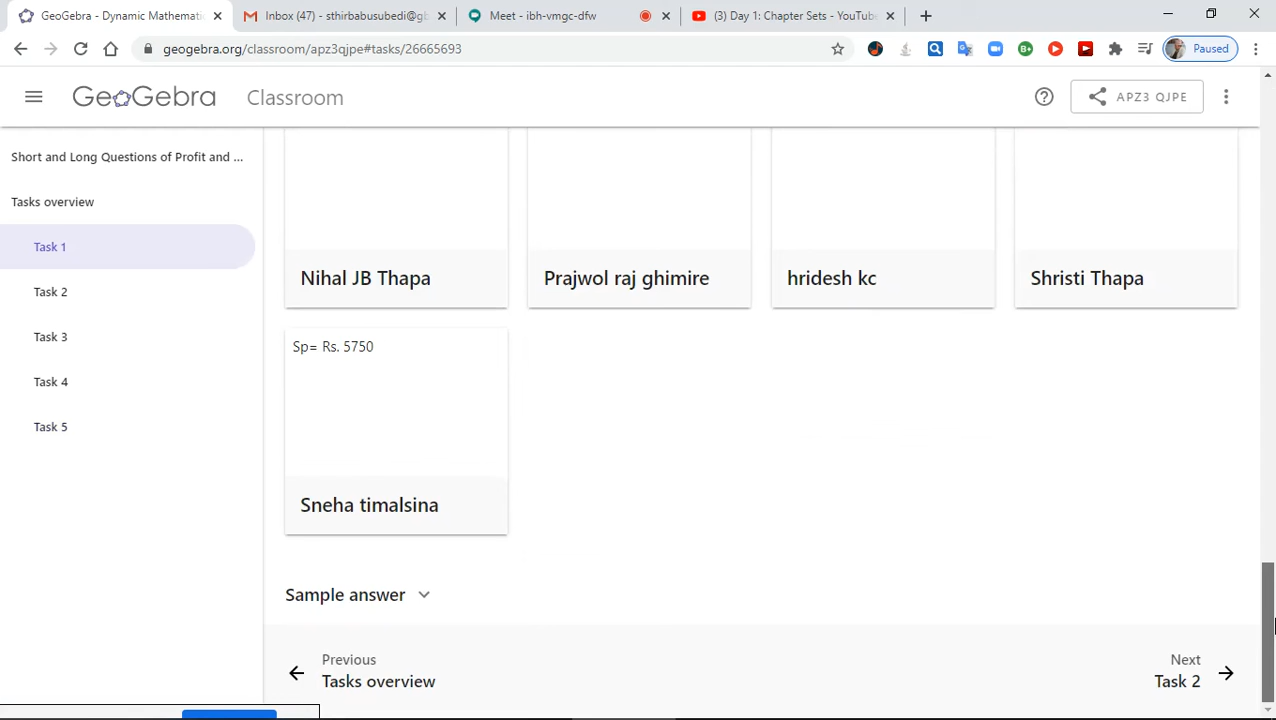 GeoGebra - Dynamic Mathemati
Inbox (47) - sthirbabusubedi@gb
Meet - ibh-vmgc-dfw
(3) Day 1: Chapter Sets - YouTube
geogebra.org/classroom/apz3qjpe#tasks/26665693
Paused
GeoGebra
Classroom
APZ3 QJPE
Short and Long Questions of Profit and ...
Tasks overview
Task 1
Task 2
Task 3
Task 4
Task 5
Nihal JB Thapa
Prajwol raj ghimire
hridesh kc
Shristi Thapa
Sp= Rs. 5750
Sneha timalsina
Sample answer
Previous
Tasks overview
Next
Task 2